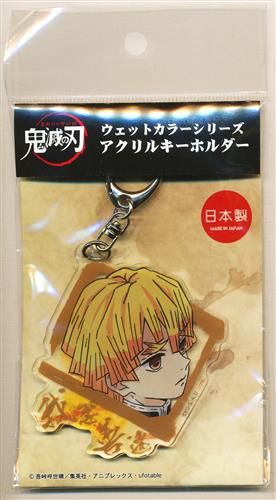 鬼滅の刃
ウェットカラーシリーズ
アクリルキーホルダー
日本製
MADE IN JAPAN
©吾峠呼世晴／集英社・アニプレックス・ufotable